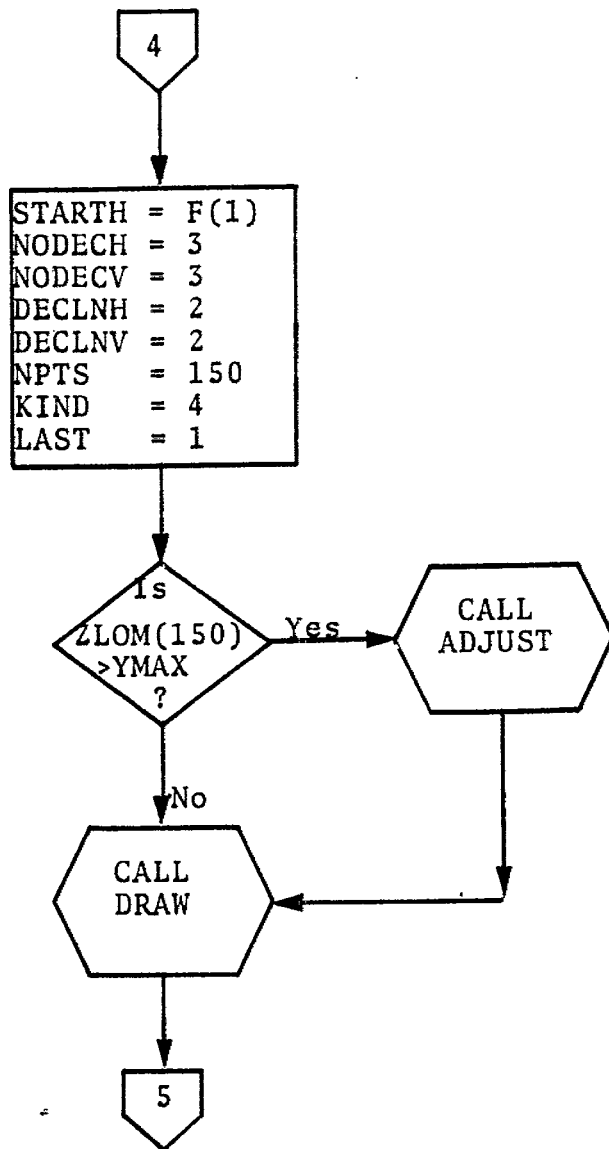 4
STARTH = F(1)
NODECH = 3
NODECV = 3
DECLNH = 2
DECLNV = 2
NPTS = 150
KIND = 4
LAST = 1
Is
ZLOM(150)
>YMAX
?
Yes
CALL
ADJUST
No
CALL
DRAW
5